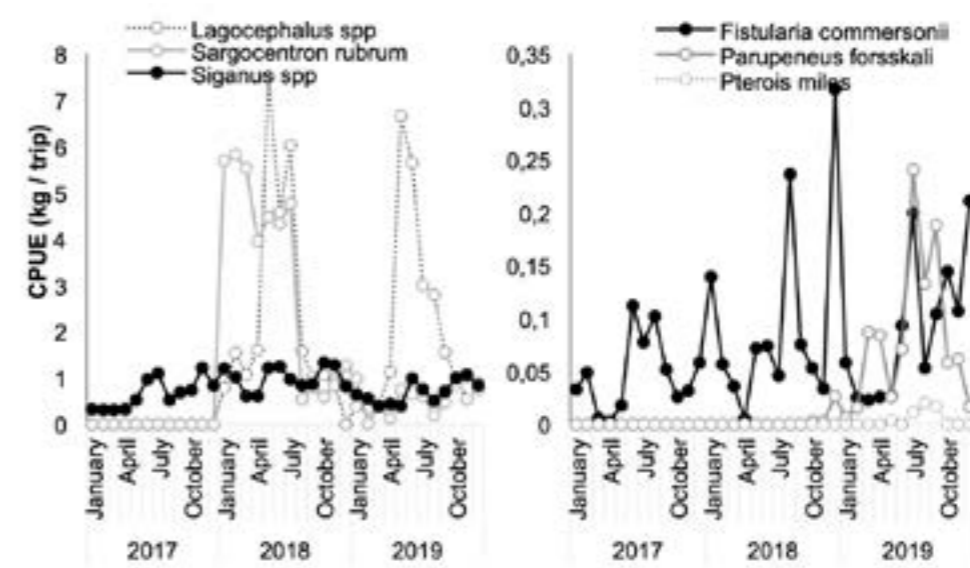 Lagocephalus spp
Sargocentron rubrum
Siganus spp
8
7
6
5
4
3
2
1
0
CPUE (kg / trip)
January
April
July
October
January
April
July
October
January
April
July
October
2017
2018
2019
Fistularia commersonii
Parupeneus forsskali
Pterois miles
0,35
0,3
0,25
0,2
0,15
0,1
0,05
0
January
April
July
October
January
April
July
October
January
April
July
October
2017
2018
2019